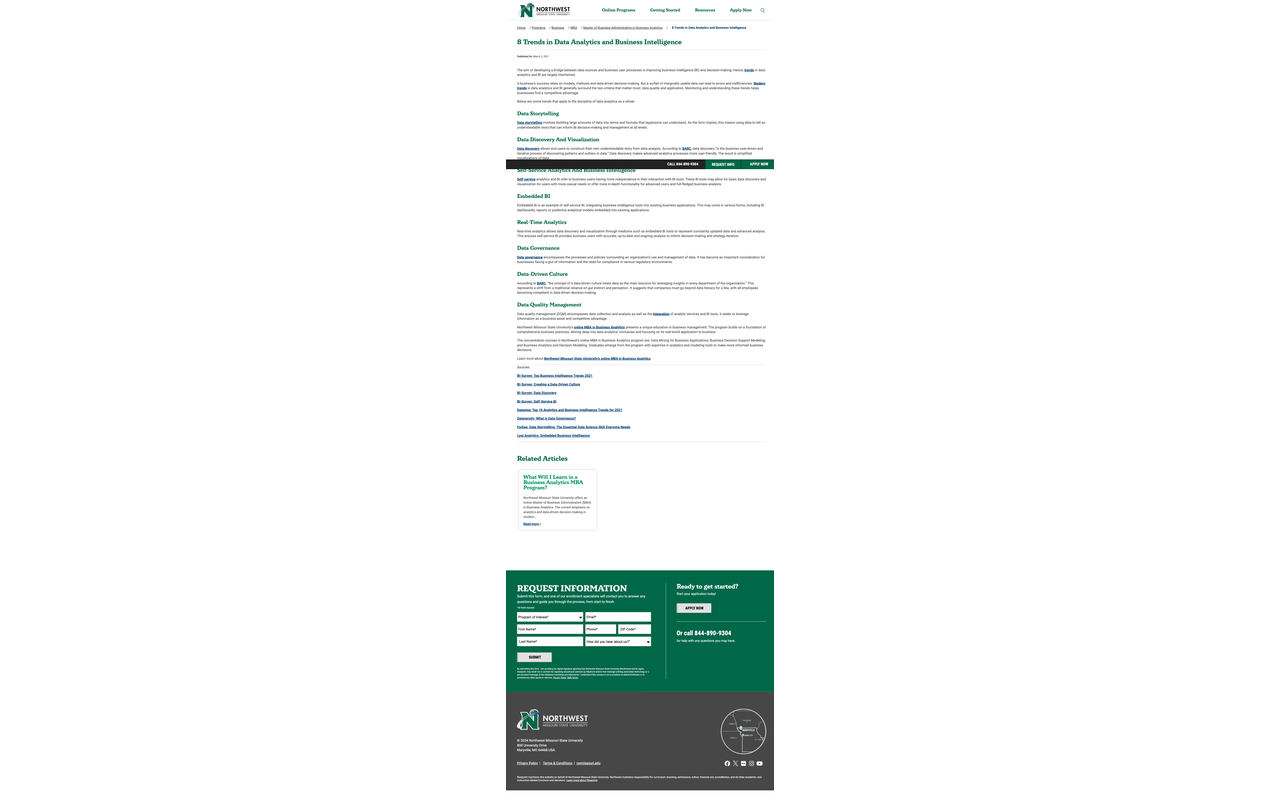 NORTHWEST
MISSOURI STATE UNIVERSITY
Online Programs Getting Started Resources Apply Now
Home / Programs / Business / MBA / Master of Business Administration in Business Analytics / 8 Trends in Data Analytics and Business Intelligence
8 Trends in Data Analytics and Business Intelligence
The aim of developing a bridge between data sources and business user processes is improving business intelligence (BI) and decision-making. Hence, trends in data
analytics and BI are largely intertwined.
A business's success relies on models, methods and data-driven decision-making. But a surfeit of marginally usable data can lead to errors and inefficiencies. Modern
trends in data analytics and BI generally surround the two criteria that matter most: data quality and application. Monitoring and understanding these trends helps
businesses find a competitive advantage.
Below are some trends that apply to the discipline of data analytics as a whole.
Data Storytelling
Data storytelling involves distilling large amounts of data into terms and formats that laypersons can understand. As the term implies, this means using data to tell an
understandable story that can inform BI decision-making and management at all levels.
Data Discovery And Visualization
Data discovery allows end users to construct their own understandable story from data analysis. According to BARC, data discovery "is the business user-driven and
iterative process of discovering patterns and outliers in data." Data discovery makes advanced analytics processes more user-friendly. The result is simplified
visualizations of data.
CALL 844-890-9304 REQUEST INFO APPLY NOW
Self-Service Analytics And Business Intelligence
Self service analytics and BI refer to business users having more independence in their interaction with BI tools. These BI tools may allow for basic data discovery and
visualization for users with more casual needs or offer more in-depth functionality for advanced users and full-fledged business analysts.
Embedded BI
Embedded BI is an example of self-service BI, integrating business intelligence tools into existing business applications. This may come in various forms, including BI
dashboards, reports or predictive analytical models embedded into existing applications.
Real-Time Analytics
Real-time analytics allows data discovery and visualization through mediums such as embedded BI tools to represent constantly updated data and advanced analysis.
This ensures self-service BI provides business users with accurate, up-to-date and ongoing analysis to inform decision-making and strategy iteration.
Data Governance
Data governance encompasses the processes and policies surrounding an organization's use and management of data. It has become an important consideration for
businesses facing a glut of information and the need for compliance in various regulatory environments.
Data-Driven Culture
According to BARC, "the concept of a data-driven culture treats data as the main resource for leveraging insights in every department of the organization." This
represents a shift from a traditional reliance on gut instinct and perception. It suggests that companies must go beyond data literacy for a few, with all employees
becoming competent in data-driven decision-making
Data Quality Management
Data quality management (DQM) encompasses data collection and analysis as well as the integration of analytic services and BI tools. It seeks to leverage
information as a business asset and competitive advantage.
Northwest Missouri State University's online MBA in Business Analytics presents a unique education in business management. The program builds on a foundation of
comprehensive business practices, delving deep into data analytical intricacies and focusing on its real-world application to business.
The concentration courses in Northwest's online MBA in Business Analytics program are: Data Mining for Business Applications, Business Decision Support Modeling,
and Business Analytics and Decision-Modeling. Graduates emerge from the program with expertise in analytics and modeling tools to make more informed business
decisions.
Learn more about Northwest Missouri State University's online MBA in Business Analytics
Sources:
BI-Survey: Top Business Intelligence Trends 2021
BI-Survey: Creating a Data-Driven Culture
BI-Survey: Data Discovery
BI-Survey: Self-Service BI
Datapine: Top 10 Analytics and Business Intelligence Trends for 2021
Dataversity: What is Data Governance?
Forbes: Data Storytelling: The Essential Data Science Skill Everyone Needs
Logi Analytics: Embedded Business Intelligence
Related Articles
What Will I Learn in a
Business Analytics MBA
Program?
Northwest Missouri State University offers an
online Master of Business Administration (MBA)
in Business Analytics. The current emphasis on
analytics and data-driven decision-making in
modern...
Read more »
REQUEST INFORMATION
Submit this form, and one of our enrollment specialists will contact you to answer any
questions and guide you through the process, from start to finish.
Program of Interest* Email*
First Name* Phone* ZIP Code*
Last Name* How did you hear about us?*
SUBMIT
Ready to get started?
Start your application today!
APPLY NOW
Or call 844-890-9304
for help with any questions you may have.
NORTHWEST
MISSOURI STATE UNIVERSITY
© 2024 Northwest Missouri State University
800 University Drive
Maryville, MO 64468 USA
Privacy Policy | Terms & Conditions | nwmissouri.edu